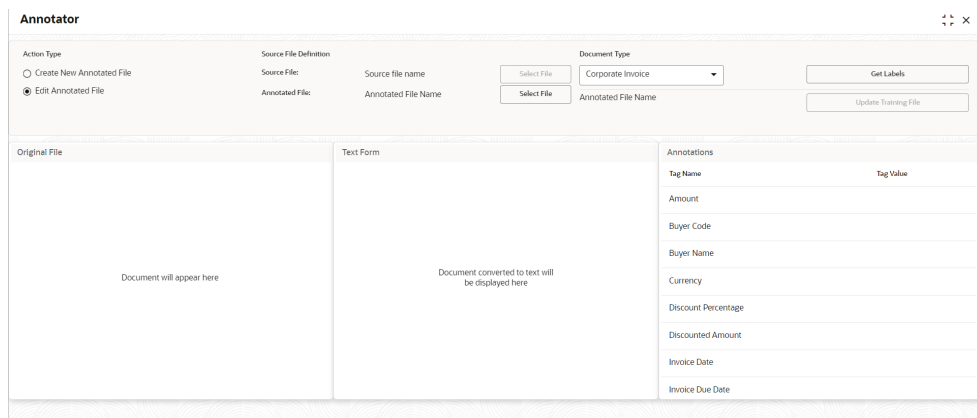 Annotator
Action Type
Create New Annotated File
Edit Annotated File
Source File Definition
Source File: Source file name Select File
Annotated File: Annotated File Name Select File
Document Type
Corporate Invoice
Annotated File Name
Get Labels
Update Training File
Original File
Document will appear here
Text Form
Document converted to text will
be displayed here
Annotations
Tag Name Tag Value
Amount
Buyer Code
Buyer Name
Currency
Discount Percentage
Discounted Amount
Invoice Date
Invoice Due Date